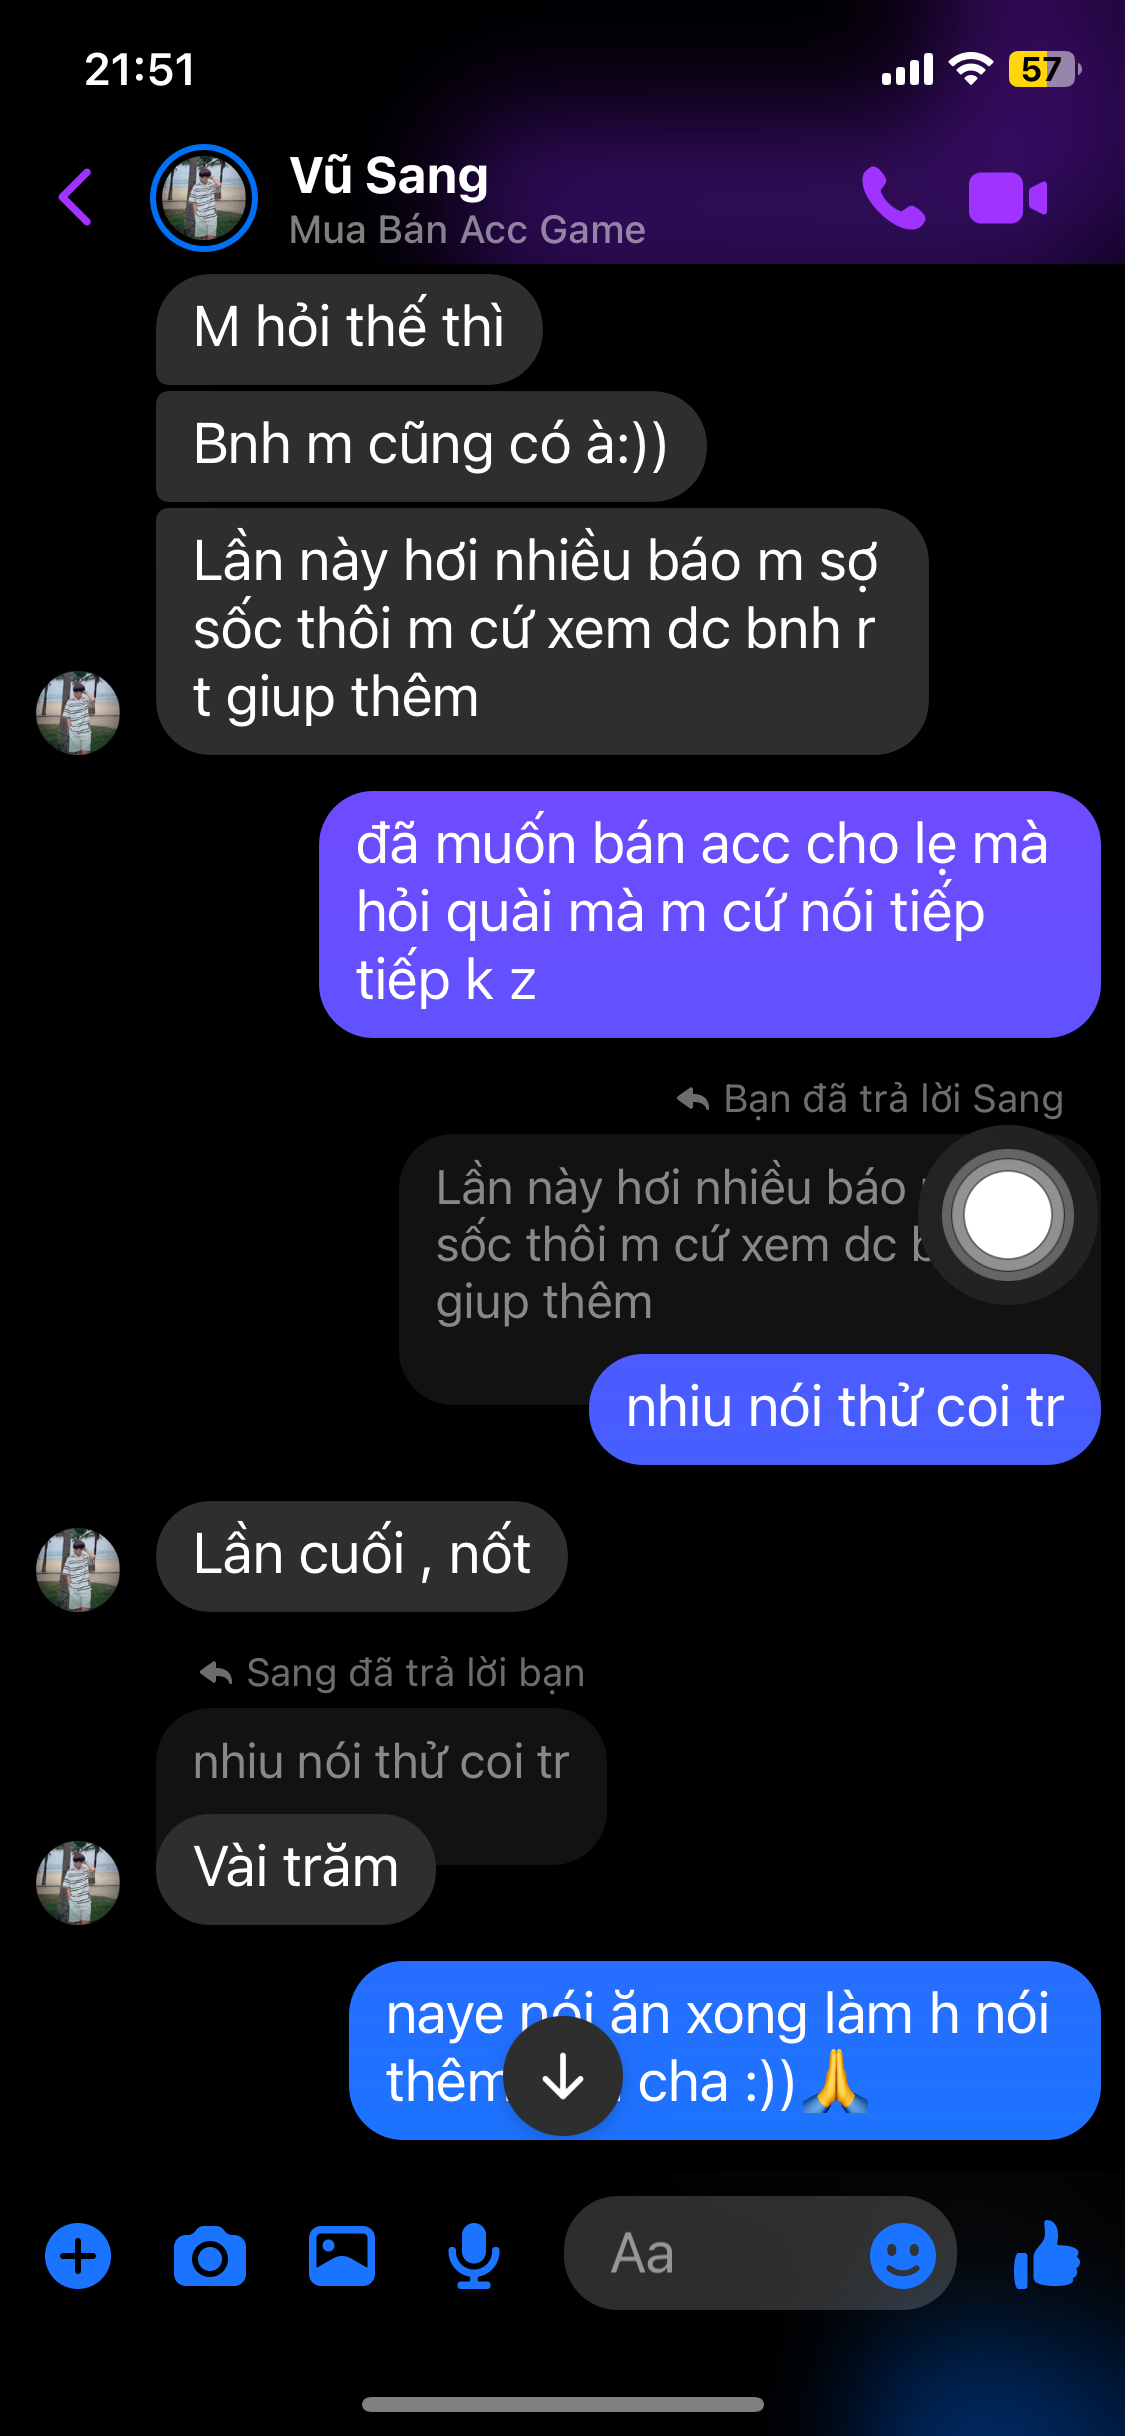 21:51
57
Vũ Sang
Mua Bán Acc Game
M hỏi thế thì
Bnh m cũng có à:))
Lần này hơi nhiều báo m sợ
sốc thôi m cứ xem dc bnh r
t giup thêm
đã muốn bán acc cho lẹ mà
hỏi quài mà m cứ nói tiếp
tiếp k z
Bạn đã trả lời Sang
Lần này hơi nhiều báo
sốc thôi m cứ xem dc
giup thêm
nhiu nói thử coi tr
Lần cuối , nốt
Sang đã trả lời bạn
nhiu nói thử coi tr
Vài trăm
naye nói ăn xong làm h nói
thêm cha :))🙏
Aa